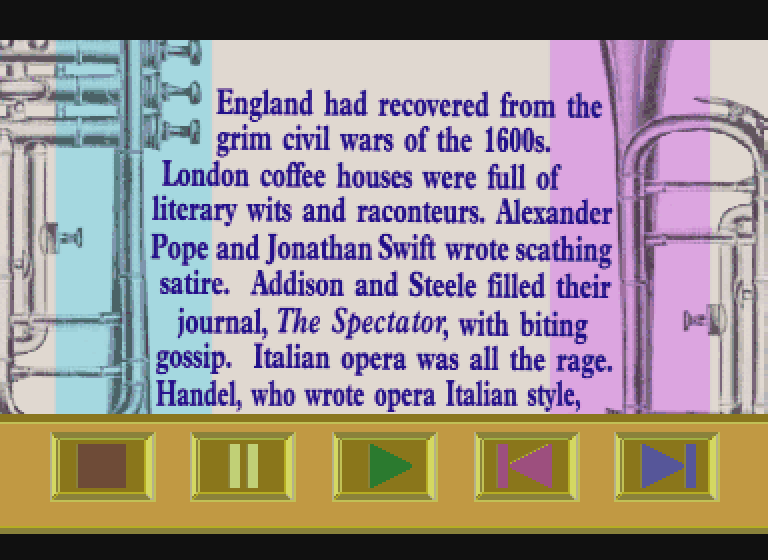 England had recovered from the
grim civil wars of the 1600s.
London coffee houses were full of
literary wits and raconteurs. Alexander
Pope and Jonathan Swift wrote scathing
satire. Addison and Steele filled their
journal, The Spectator, with biting
gossip. Italian opera was all the rage.
Handel, who wrote opera Italian style,